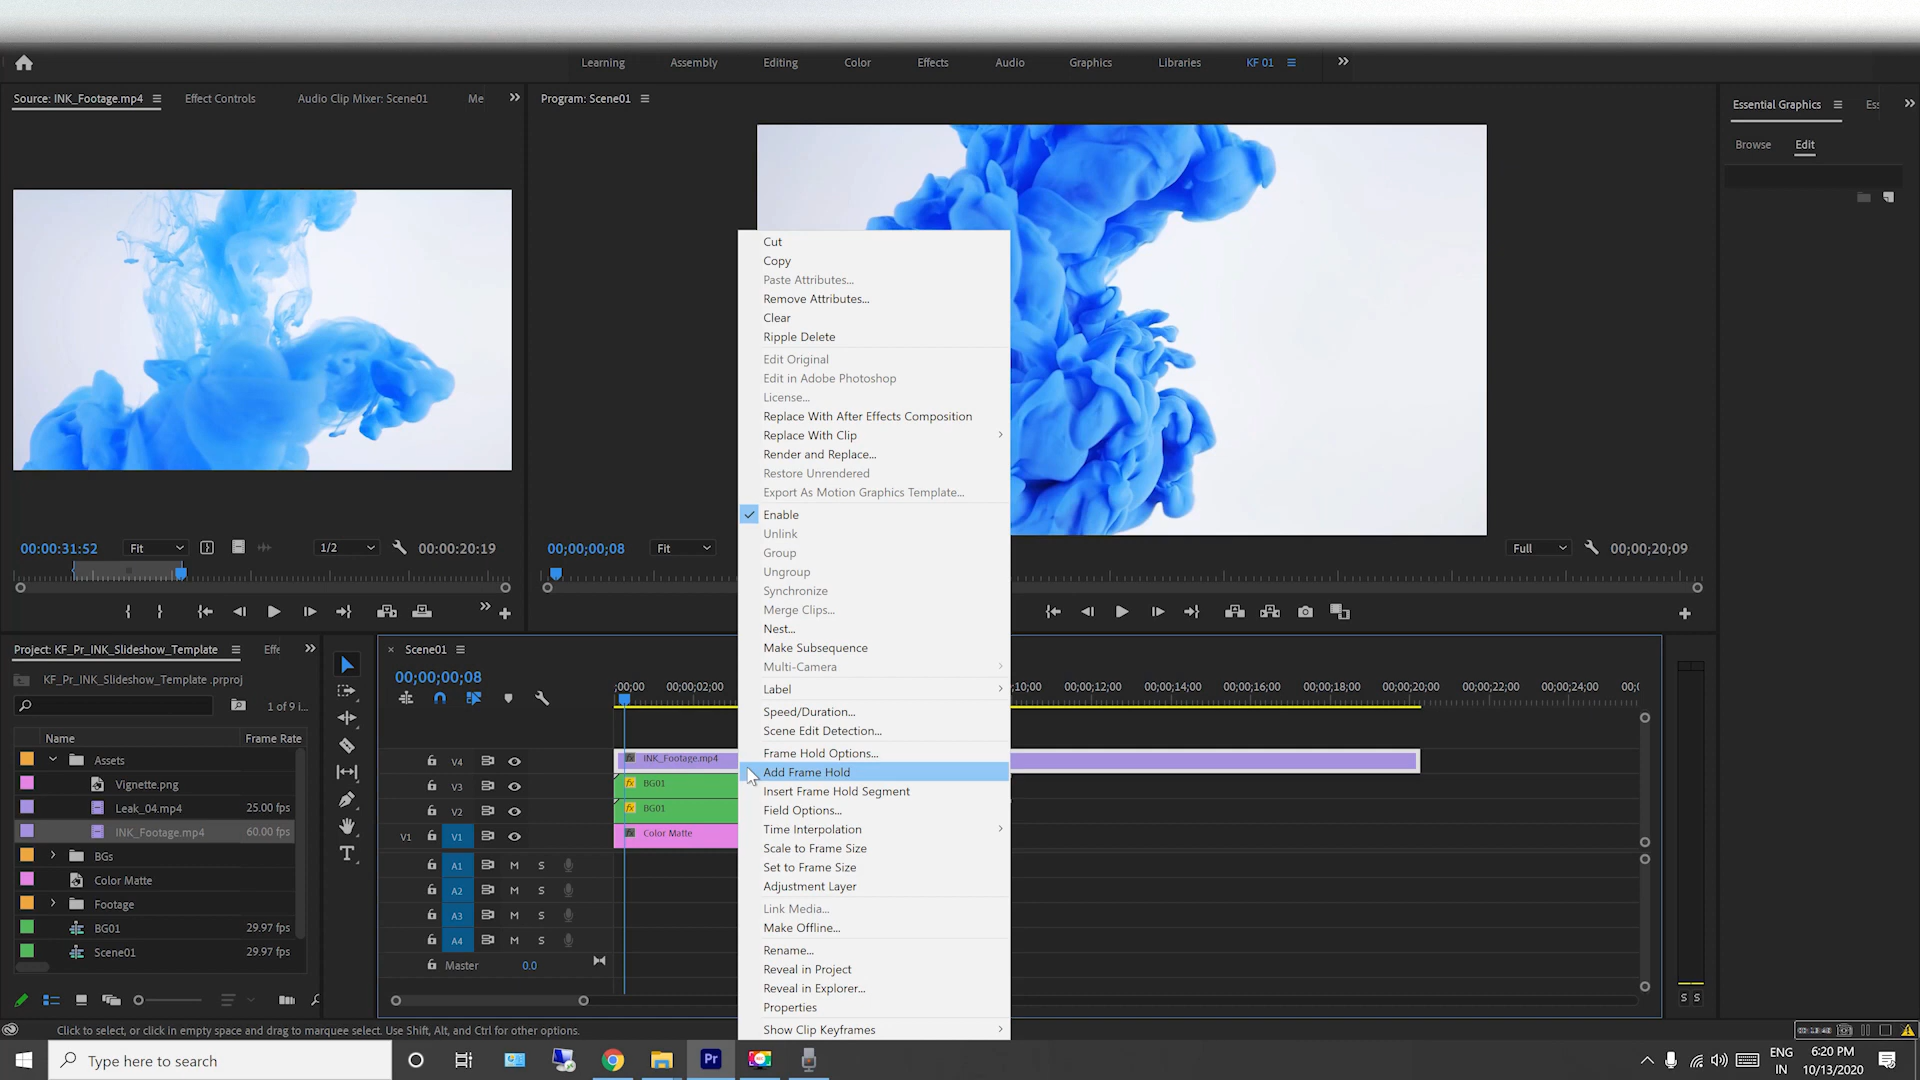 Learning Assembly Editing Color Effects Audio Graphics Libraries KF 01
Source: INK_Footage.mp4 Effect Controls Audio Clip Mixer: Scene01 Me
Program: Scene01
Essential Graphics Es
Browse Edit
Cut
Copy
Paste Attributes...
Remove Attributes...
Clear
Ripple Delete
Edit Original
Edit in Adobe Photoshop
License...
Replace With After Effects Composition
Replace With Clip
Render and Replace...
Restore Unrendered
Export As Motion Graphics Template...
Enable
Unlink
Group
Ungroup
Synchronize
Merge Clips...
Nest...
Make Subsequence
Multi-Camera
Label
Speed/Duration...
Scene Edit Detection...
Frame Hold Options...
Add Frame Hold
Insert Frame Hold Segment
Field Options...
Time Interpolation
Scale to Frame Size
Set to Frame Size
Adjustment Layer
Link Media...
Make Offline...
Rename...
Reveal in Project
Reveal in Explorer...
Properties
Show Clip Keyframes
00:00:31:52 Fit 1/2 00:00:20:19
00;00;00;08 Fit Full 00;00;20;09
Project: KF_Pr_INK_Slideshow_Template Effe
KF_Pr_INK_Slideshow_Template .prproj
1 of 9 i...
Name Frame Rate
Assets
Vignette.png
Leak_04.mp4 25.00 fps
INK_Footage.mp4 60.00 fps
BGs
Color Matte
Footage
BG01 29.97 fps
Scene01 29.97 fps
Scene01
00;00;00;08
;00;00 00;00;02;00 ;10;00 00;00;12;00 00;00;14;00 00;00;16;00 00;00;18;00 00;00;20;00 00;00;22;00 00;00;24;00 00;0
V4 INK_Footage.mp4
V3 fx BG01
V2 fx BG01
V1 V1 Color Matte
A1 M S
A2 M S
A3 M S
A4 M S
Master 0.0
S S
Click to select, or click in empty space and drag to marquee select. Use Shift, Alt, and Ctrl for other options.
Type here to search
Pr
ENG
IN
6:20 PM
10/13/2020